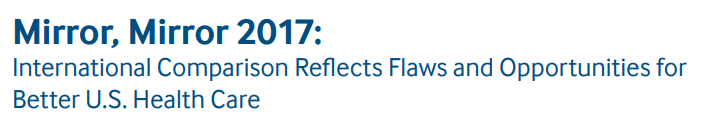 Mirror, Mirror 2017:
International Comparison Reflects Flaws and Opportunities for
Better U.S. Health Care